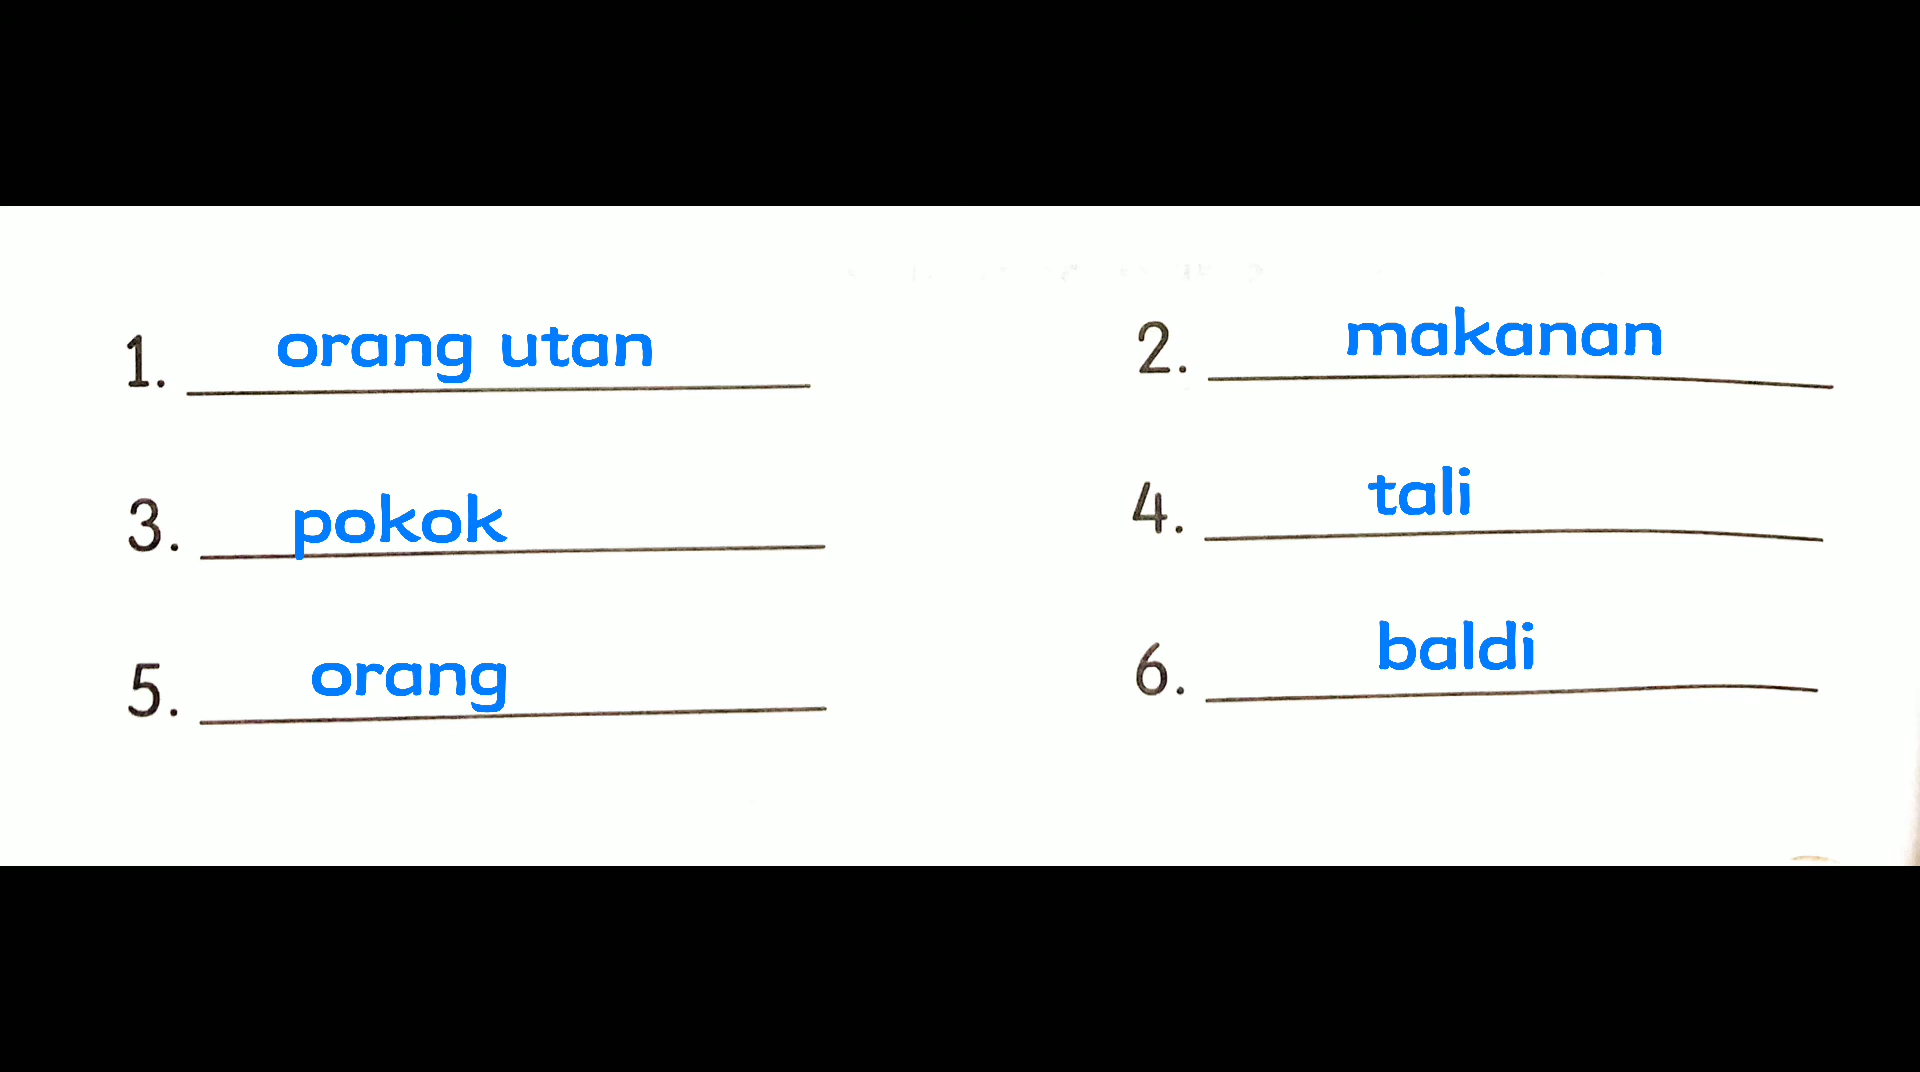 1. orang utan
2. makanan
3. pokok
4. tali
5. orang
6. baldi